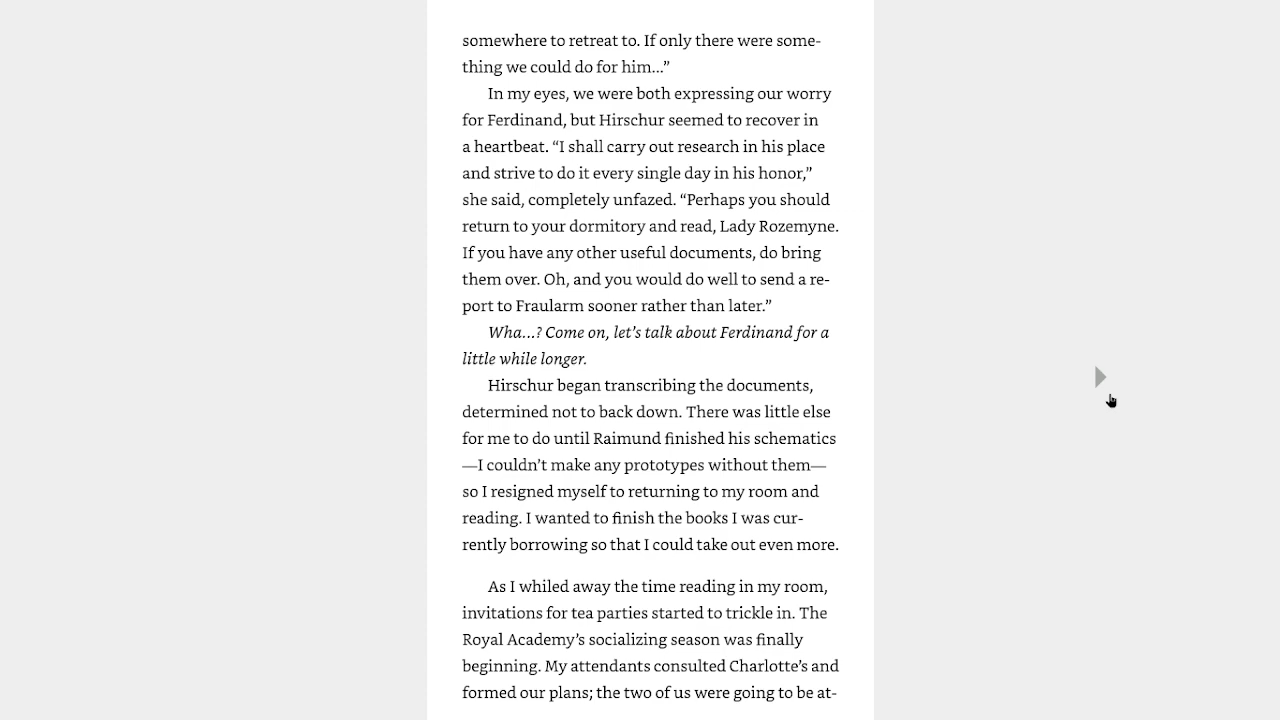 somewhere to retreat to. If only there were some-
thing we could do for him...”
In my eyes, we were both expressing our worry
for Ferdinand, but Hirschur seemed to recover in
a heartbeat. “I shall carry out research in his place
and strive to do it every single day in his honor,”
she said, completely unfazed. “Perhaps you should
return to your dormitory and read, Lady Rozemyne.
If you have any other useful documents, do bring
them over. Oh, and you would do well to send a re-
port to Fraularm sooner rather than later.”
Wha...? Come on, let’s talk about Ferdinand for a
little while longer.
Hirschur began transcribing the documents,
determined not to back down. There was little else
for me to do until Raimund finished his schematics
—I couldn’t make any prototypes without them—
so I resigned myself to returning to my room and
reading. I wanted to finish the books I was cur-
rently borrowing so that I could take out even more.
As I whiled away the time reading in my room,
invitations for tea parties started to trickle in. The
Royal Academy’s socializing season was finally
beginning. My attendants consulted Charlotte’s and
formed our plans; the two of us were going to be at-